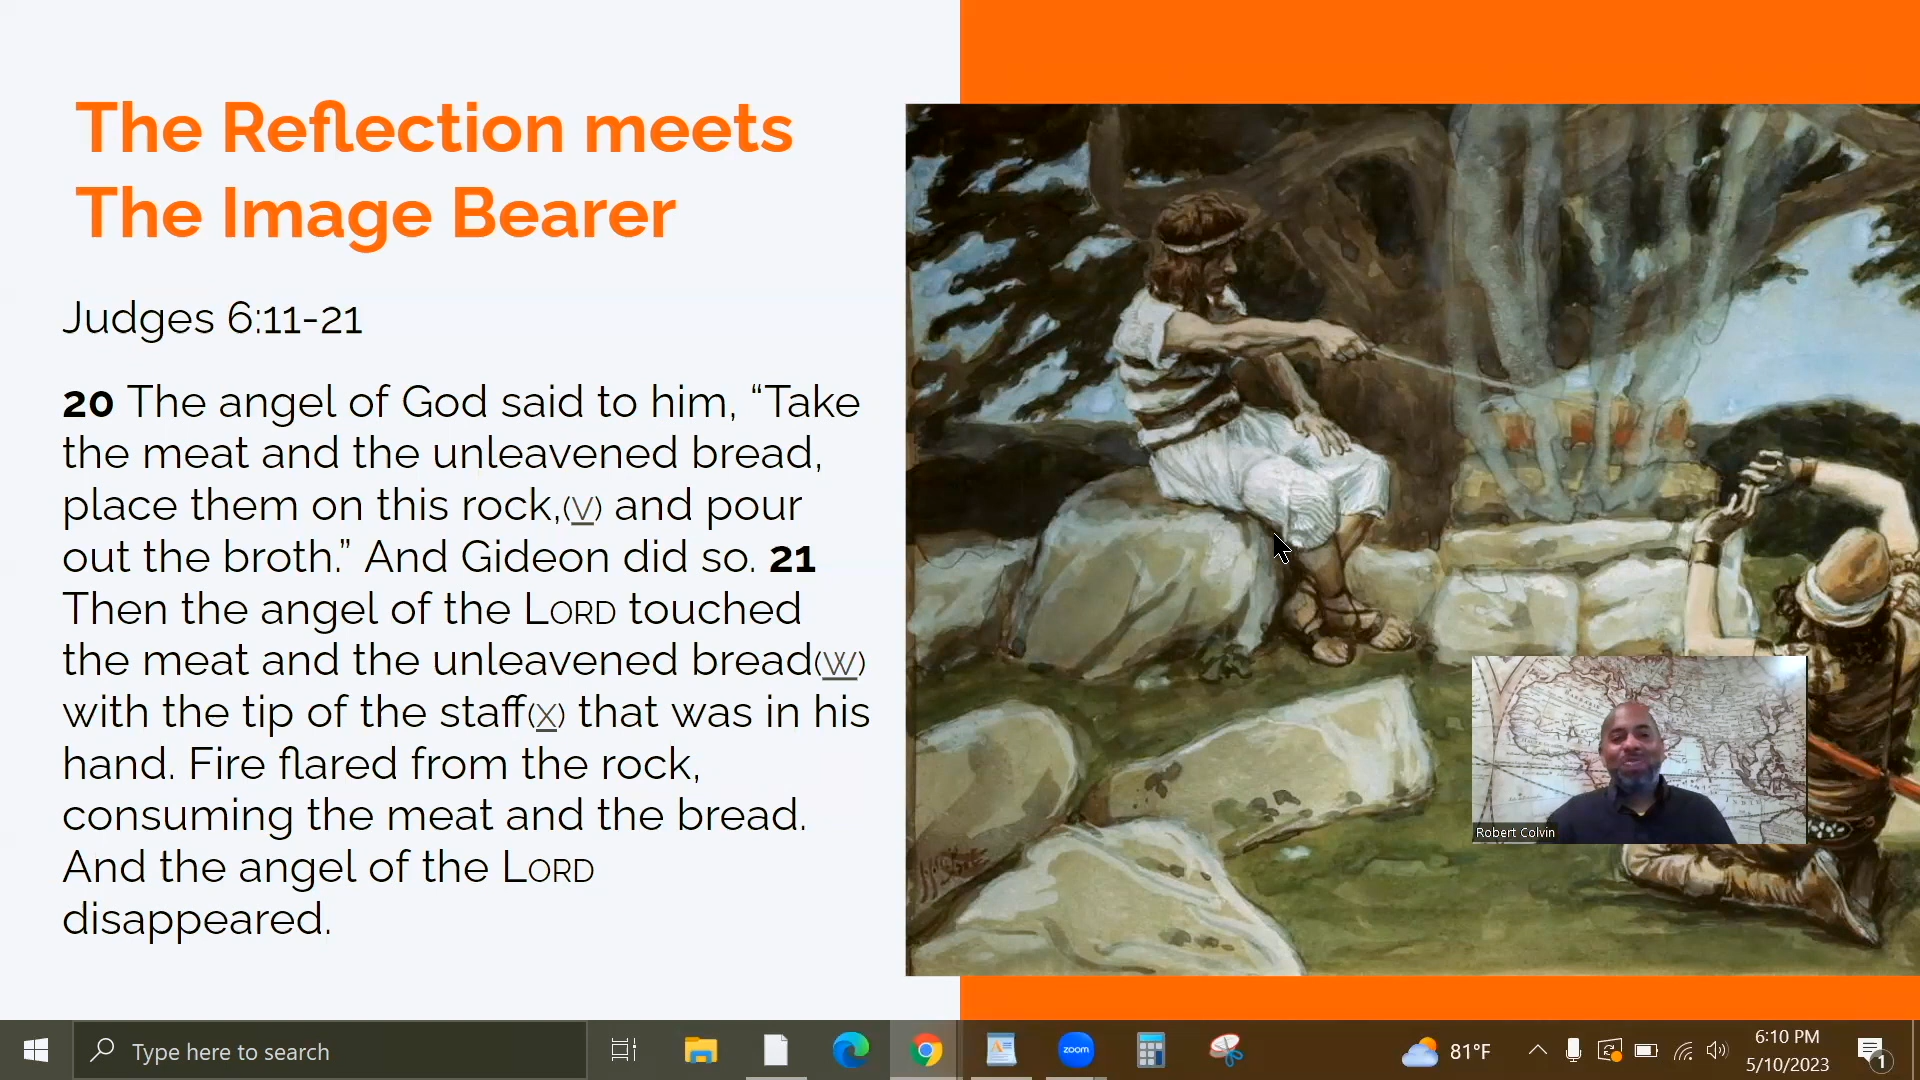 The Reflection meets
The Image Bearer
Judges 6:11-21
20 The angel of God said to him, “Take
the meat and the unleavened bread,
place them on this rock,(V) and pour
out the broth.” And Gideon did so. 21
Then the angel of the LORD touched
the meat and the unleavened bread(W)
with the tip of the staff(X) that was in his
hand. Fire flared from the rock,
consuming the meat and the bread.
And the angel of the LORD
disappeared.
Robert Colvin
Type here to search
zoom
81°F
6:10 PM
5/10/2023
1